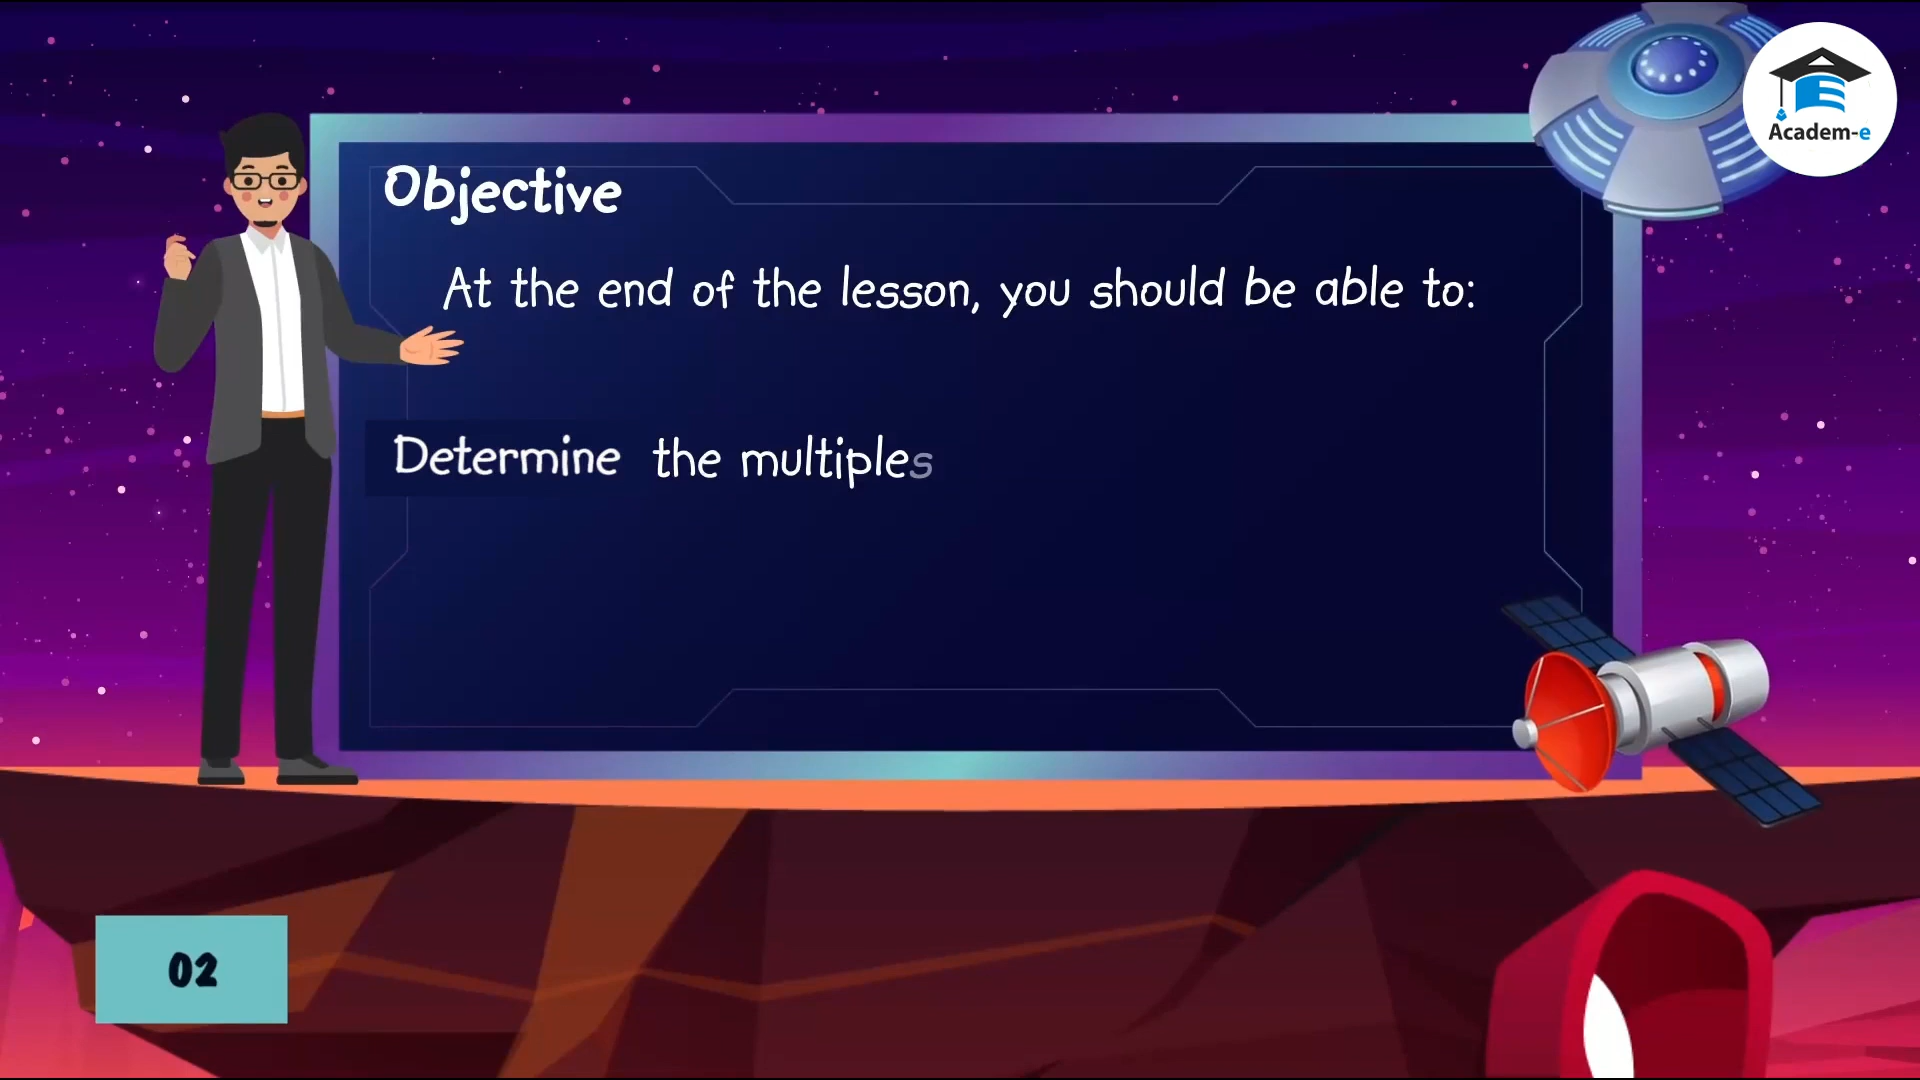 Academ-e
Objective
At the end of the lesson, you should be able to:
Determine the multiples
02